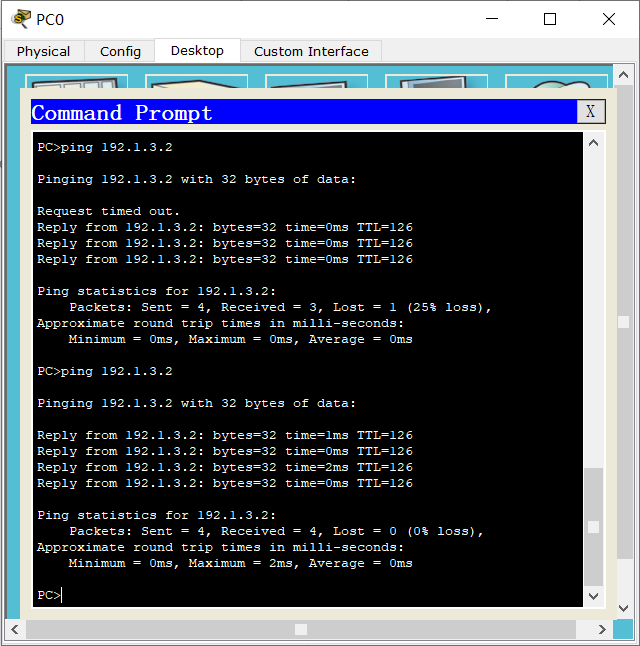 PC0
Physical Config Desktop Custom Interface
Command Prompt X
PC>ping 192.1.3.2
Pinging 192.1.3.2 with 32 bytes of data:
Request timed out.
Reply from 192.1.3.2: bytes=32 time=0ms TTL=126
Reply from 192.1.3.2: bytes=32 time=0ms TTL=126
Reply from 192.1.3.2: bytes=32 time=0ms TTL=126
Ping statistics for 192.1.3.2:
Packets: Sent = 4, Received = 3, Lost = 1 (25% loss),
Approximate round trip times in milli-seconds:
Minimum = 0ms, Maximum = 0ms, Average = 0ms
PC>ping 192.1.3.2
Pinging 192.1.3.2 with 32 bytes of data:
Reply from 192.1.3.2: bytes=32 time=1ms TTL=126
Reply from 192.1.3.2: bytes=32 time=0ms TTL=126
Reply from 192.1.3.2: bytes=32 time=2ms TTL=126
Reply from 192.1.3.2: bytes=32 time=0ms TTL=126
Ping statistics for 192.1.3.2:
Packets: Sent = 4, Received = 4, Lost = 0 (0% loss),
Approximate round trip times in milli-seconds:
Minimum = 0ms, Maximum = 2ms, Average = 0ms
PC>